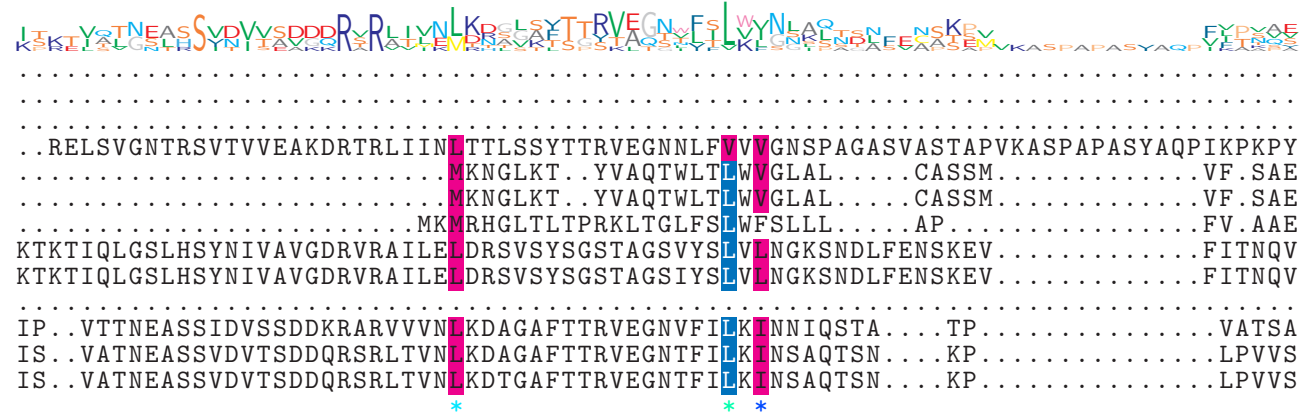 ................................................................................
................................................................................
................................................................................
..RELSVGNTRSVTVVEAKDRTRLIINLTTLSSYTTRVEGNNLFVVVGNSPAGASVASTAPVKASPAPASYAQPIKPKPY
...........................MKNGLKT..YVAQTWLTLWVGLAL.....CASSM.............VF.SAE
...........................MKNGLKT..YVAQTWLTLWVGLAL.....CASSM.............VF.SAE
.........................MKMRHGLTLTPRKLTGLFSLWFSLLL.....AP................FV.AAE
KTKTIQLGSLHSYNIVAVGDRVRAILELDRSVSYSGSTAGSVYSLVLNGKSNDLFENSKEV.............FITNQV
KTKTIQLGSLHSYNIVAVGDRVRAILELDRSVSYSGSTAGSIYSLVLNGKSNDLFENSKEV.............FITNQV
................................................................................
IP..VTTNEASSIDVSSDDKRARVVVNLKDAGAFTTRVEGNVFILKINNIQSTA....TP...............VATSA
IS..VATNEASSVDVTSDDQRSRLTVNLKDAGAFTTRVEGNTFILKINSAQTSN....KP...............LPVVS
IS..VATNEASSVDVTSDDQRSRLTVNLKDTGAFTTRVEGNTFILKINSAQTSN....KP...............LPVVS
* * *